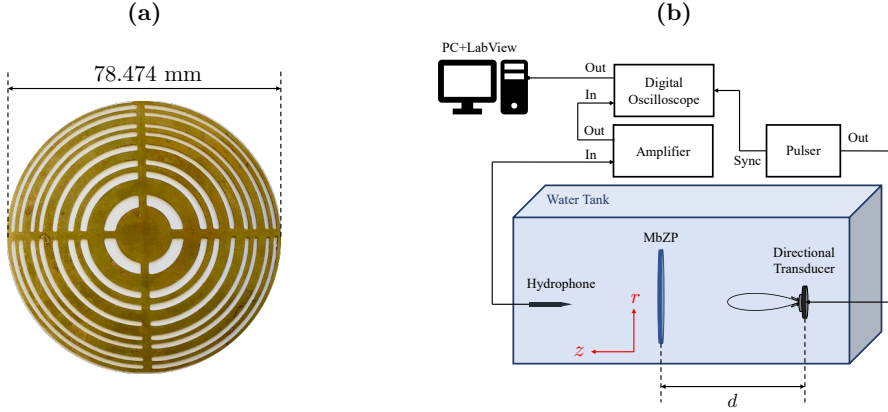 (a)
78.474 mm
(b)
PC+LabView
Out
In
Digital
Oscilloscope
Out
In
Amplifier
Sync
Pulser
Out
Water Tank
MbZP
Directional
Transducer
Hydrophone
r
z
d